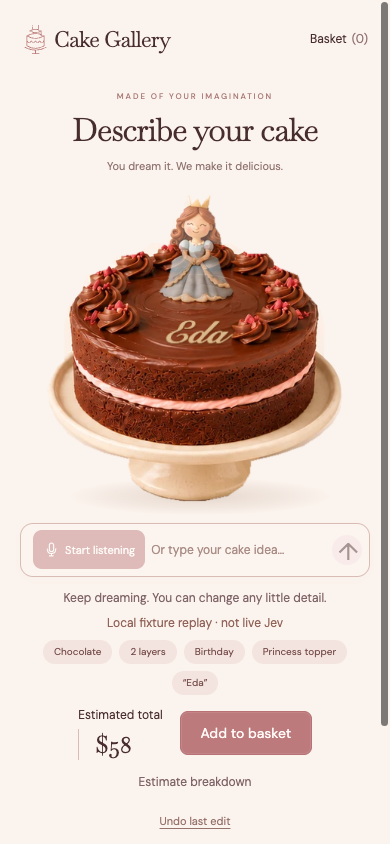 Cake Gallery
Basket (0)
MADE OF YOUR IMAGINATION
Describe your cake
You dream it. We make it delicious.
Eda
Start listening
Or type your cake idea…
Keep dreaming. You can change any little detail.
Local fixture replay · not live Jev
Chocolate
2 layers
Birthday
Princess topper
“Eda”
Estimated total
$58
Add to basket
Estimate breakdown
Undo last edit